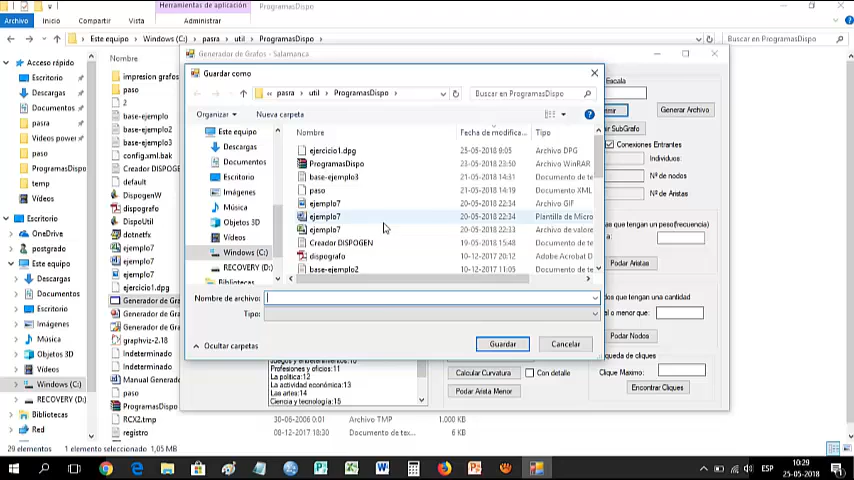 Herramientas de aplicación
ProgramasDispo
Archivo
Inicio
Compartir
Vista
Administrar
Este equipo > Windows (C:) > pasra > util > ProgramasDispo >
Buscar en ProgramasDispo
Acceso rápido
Escritorio
Descargas
Documentos
pasra
Videos power
paso
ProgramasDispo
temp
Vídeos
Escritorio
OneDrive
postgrado
Este equipo
Descargas
Documentos
Escritorio
Imágenes
Música
Objetos 3D
Vídeos
Windows (C:)
RECOVERY (D:)
Bibliotecas
Red
Nombre
impresion grafos
paso
2
base-ejemplo
base-ejemplo2
base-ejemplo3
config.xml.bak
Creador DISPOGE
default
DispogenW
dispografo
DispoUtil
dotnetfx
ejemplo7
ejemplo7
ejemplo7
ejercicio1.dpg
Generador de Gra
Generador de Gra
Generador de Gra
graphviz-2.18
Indeterminado
Indeterminado
Manual Generado
paso
ProgramasDispo
RCX2.tmp
registro
30-06-2006 0:01
Archivo TMP
1.000 KB
08-12-2017 18:30
Documento de tex...
6 KB
29 elementos
1 elemento seleccionado 1,05 MB
Generador de Grafos - Salamanca
Guardar como
« pasra > util > ProgramasDispo >
Buscar en ProgramasDispo
Organizar
Nueva carpeta
Este equipo
Descargas
Documentos
Escritorio
Imágenes
Música
Objetos 3D
Vídeos
Windows (C:)
RECOVERY (D:)
Bibliotecas
Nombre
Fecha de modifica...
Tipo
ejercicio1.dpg
25-05-2018 9:05
Archivo DPG
ProgramasDispo
23-05-2018 23:50
Archivo WinRAR
base-ejemplo3
21-05-2018 14:31
Documento de te
paso
21-05-2018 14:19
Documento XML
ejemplo7
20-05-2018 22:34
Archivo GIF
ejemplo7
20-05-2018 22:34
Plantilla de Micro
ejemplo7
20-05-2018 22:33
Archivo de valore
Creador DISPOGEN
19-05-2018 15:48
Documento de te
dispografo
10-12-2017 20:12
Adobe Acrobat D
base-ejemplo2
10-12-2017 11:05
Documento de te
Nombre de archivo:
Tipo:
Ocultar carpetas
Guardar
Cancelar
Escala
Generar Archivo
ar SubGrafo
Conexiones Entrantes
Individuos:
Nº de nodos
Nº de Aristas
as que tengan un peso(frecuencia)
a:
Podar Aristas
dos que tengan una cantidad
al o menor que:
Podar Nodos
queda de cliques
Clique Maximo:
Encontrar Cliques
Profesiones y oficios:11
La politica:12
La actividad económica:13
Las artes:14
Ciencia y tecnología:15
Calcular Curvatura
Con detalle
Podar Arista Menor
ESP
10:29
25-05-2018